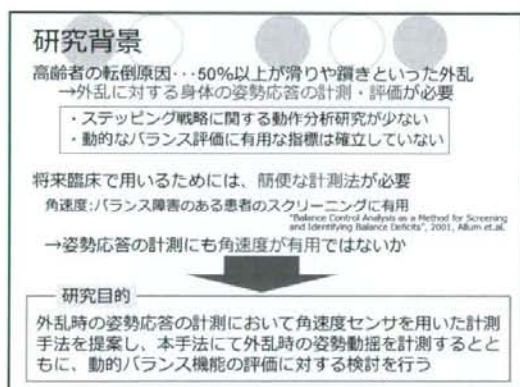 研究背景
高齢者の転倒原因･･･50%以上が滑りや躓きといった外乱
→外乱に対する身体の姿勢応答の計測・評価が必要
・ステッピング戦略に関する動作分析研究が少ない
・動的なバランス評価に有用な指標は確立していない
将来臨床で用いるためには、簡便な計測法が必要
角速度:バランス障害のある患者のスクリーニングに有用
"Balance Control Analysis as a Method for Screening
and Identifying Balance Deficits", 2001, Allum et.al.
→姿勢応答の計測にも角速度が有用ではないか
研究目的
外乱時の姿勢応答の計測において角速度センサを用いた計測
手法を提案し、本手法にて外乱時の姿勢動揺を計測するとと
もに、動的バランス機能の評価に対する検討を行う